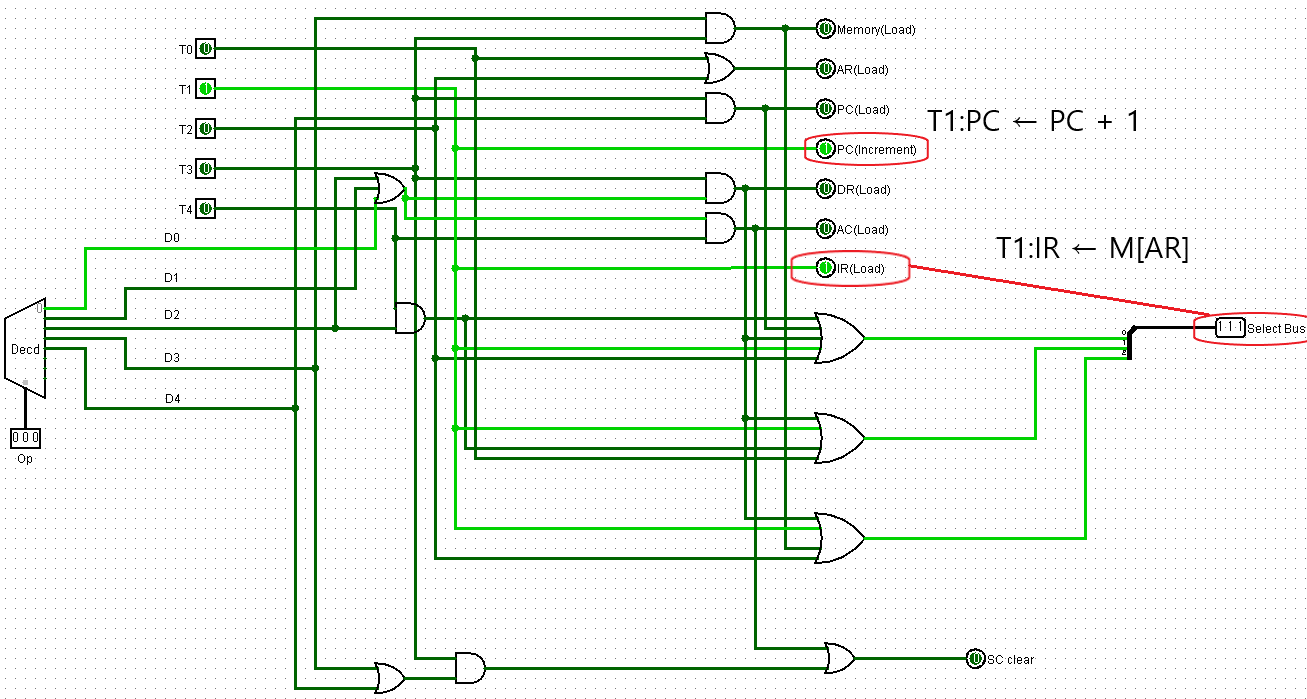 Memory(Load)
T0
AR(Load)
T1
PC(Load)
T1:PC ← PC + 1
T2
PC(Increment)
T3
DR(Load)
T4
AC(Load)
D0
T1:IR ← M[AR]
IR(Load)
D1
D2
1 1 1 Select Bus
Decd
D3
D4
0 0 0
Op
SC clear